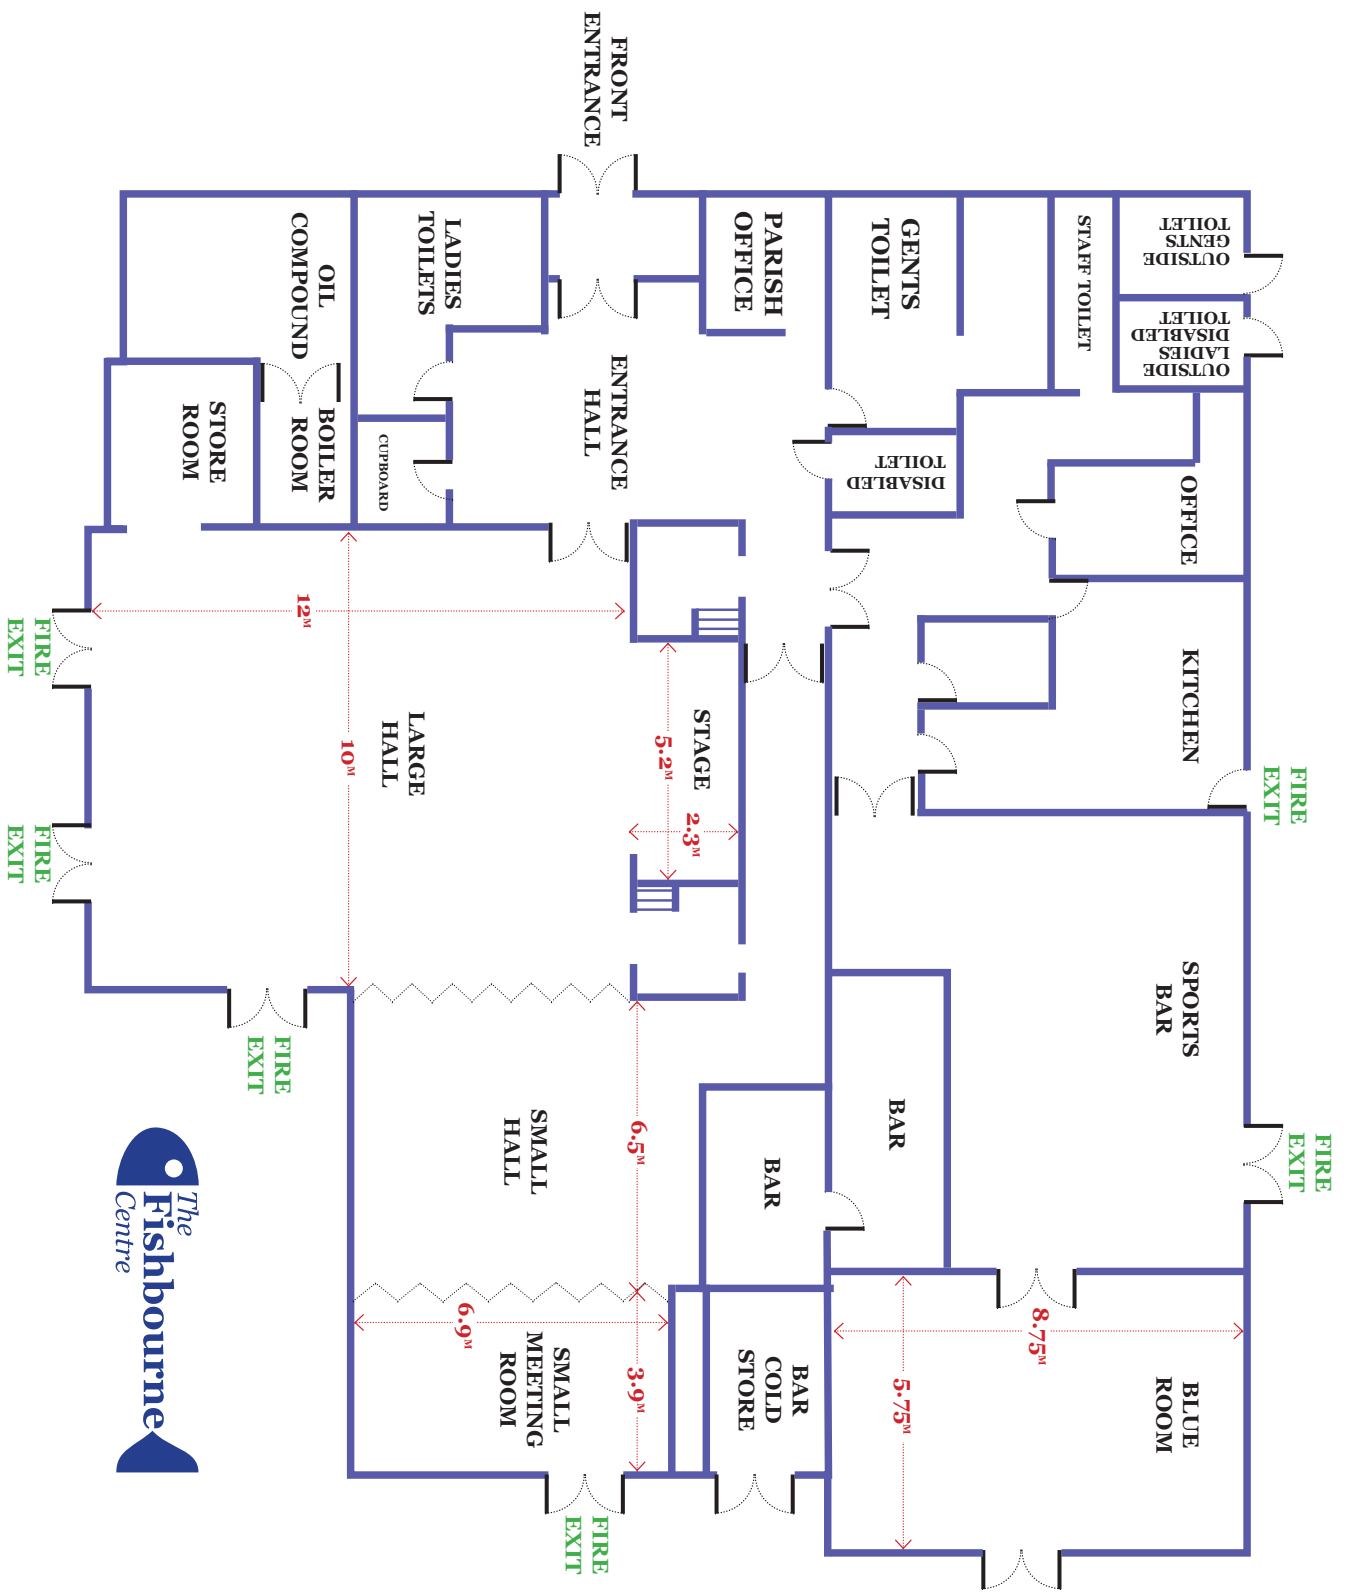 FRONT
ENTRANCE
OUTSIDE
GENTS
TOILET
OUTSIDE
LADIES
DISABLED
TOILET
STAFF TOILET
GENTS
TOILET
PARISH
OFFICE
LADIES
TOILETS
OIL
COMPOUND
ENTRANCE
HALL
BOILER
ROOM
STORE
ROOM
CUPBOARD
DISABLED
TOILET
OFFICE
KITCHEN
FIRE
EXIT
FIRE
EXIT
FIRE
EXIT
12M
10M
LARGE
HALL
STAGE
5.2M
2.3M
SPORTS
BAR
BAR
BAR
FIRE
EXIT
FIRE
EXIT
SMALL
HALL
6.5M
6.9M
3.9M
SMALL
MEETING
ROOM
BAR
COLD
STORE
8.75M
5.75M
BLUE
ROOM
FIRE
EXIT
The
Fishbourne
Centre